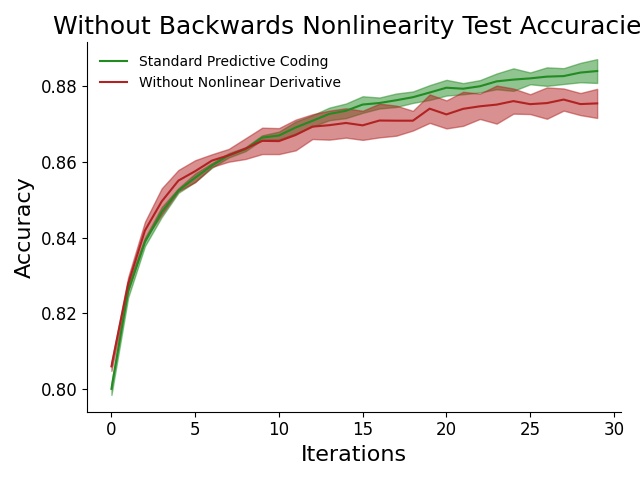 Without Backwards Nonlinearity Test Accuracie
Standard Predictive Coding
Without Nonlinear Derivative
Accuracy
0.88
0.86
0.84
0.82
0.80
0 5 10 15 20 25 30
Iterations